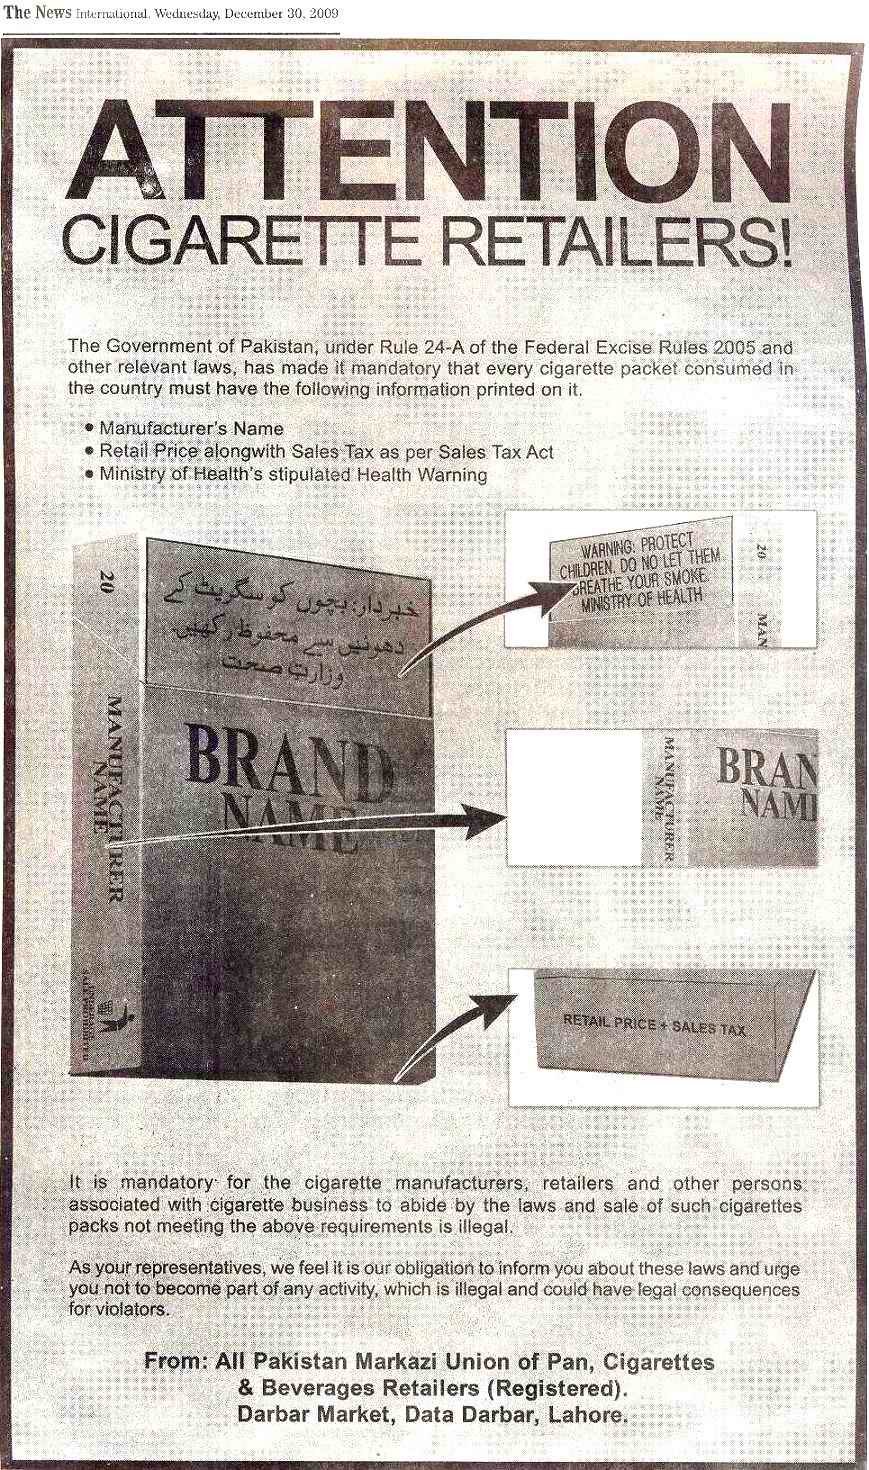 The News International, Wednesday, December 30, 2009
ATTENTION
CIGARETTE RETAILERS!
The Government of Pakistan, under Rule 24-A of the Federal Excise Rules 2005 and
other relevant laws, has made it mandatory that every cigarette packet consumed in
the country must have the following information printed on it.
• Manufacturer's Name
• Retail Price alongwith Sales Tax as per Sales Tax Act
• Ministry of Health's stipulated Health Warning
20
خبردار: بچوں کو سگریٹ کے
دھوئیں سے محفوظ رکھئیں
وزارتِ صحت
MANUFACTURER
NAME
BRAND
NAME
WARNING: PROTECT
CHILDREN. DO NO LET THEM
BREATHE YOUR SMOKE.
MINISTRY OF HEALTH
20
MAN
MANUFACTURER
NAME
BRAN
NAM
RETAIL PRICE + SALES TAX
It is mandatory for the cigarette manufacturers, retailers and other persons
associated with cigarette business to abide by the laws and sale of such cigarettes
packs not meeting the above requirements is illegal.
As your representatives, we feel it is our obligation to inform you about these laws and urge
you not to become part of any activity, which is illegal and could have legal consequences
for violators.
From: All Pakistan Markazi Union of Pan, Cigarettes
& Beverages Retailers (Registered).
Darbar Market, Data Darbar, Lahore.